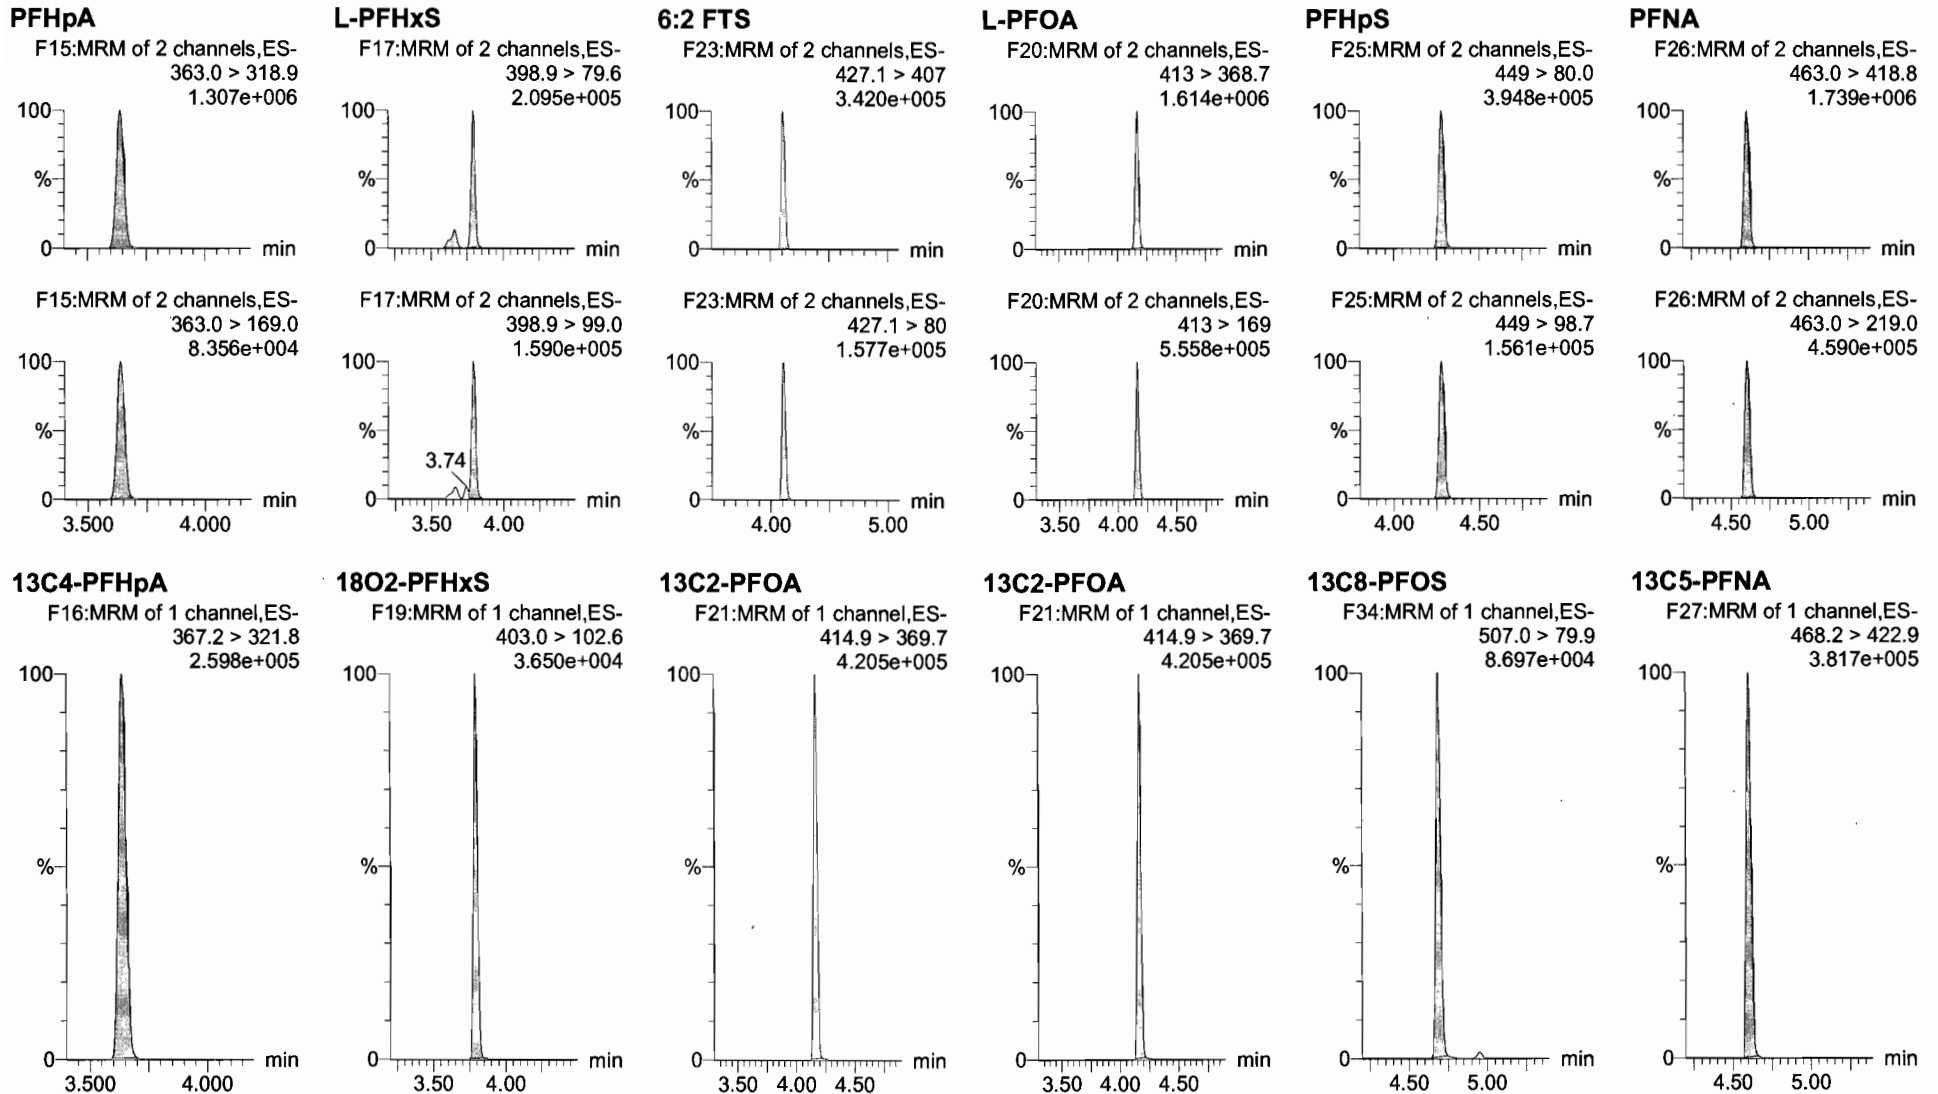 PFHpA
F15:MRM of 2 channels,ES-
363.0 > 318.9
1.307e+006
100
%
0
min
F15:MRM of 2 channels,ES-
363.0 > 169.0
8.356e+004
100
%
0
min
3.500 4.000
L-PFHxS
F17:MRM of 2 channels,ES-
398.9 > 79.6
2.095e+005
100
%
0
min
F17:MRM of 2 channels,ES-
398.9 > 99.0
1.590e+005
100
%
3.74
0
min
3.50 4.00
6:2 FTS
F23:MRM of 2 channels,ES-
427.1 > 407
3.420e+005
100
%
0
min
F23:MRM of 2 channels,ES-
427.1 > 80
1.577e+005
100
%
0
min
4.00 5.00
L-PFOA
F20:MRM of 2 channels,ES-
413 > 368.7
1.614e+006
100
%
0
min
F20:MRM of 2 channels,ES-
413 > 169
5.558e+005
100
%
0
min
3.50 4.00 4.50
PFHpS
F25:MRM of 2 channels,ES-
449 > 80.0
3.948e+005
100
%
0
min
F25:MRM of 2 channels,ES-
449 > 98.7
1.561e+005
100
%
0
min
4.00 4.50
PFNA
F26:MRM of 2 channels,ES-
463.0 > 418.8
1.739e+006
100
%
0
min
F26:MRM of 2 channels,ES-
463.0 > 219.0
4.590e+005
100
%
0
min
4.50 5.00
13C4-PFHpA
F16:MRM of 1 channel,ES-
367.2 > 321.8
2.598e+005
100
%
0
min
3.500 4.000
18O2-PFHxS
F19:MRM of 1 channel,ES-
403.0 > 102.6
3.650e+004
100
%
0
min
3.50 4.00
13C2-PFOA
F21:MRM of 1 channel,ES-
414.9 > 369.7
4.205e+005
100
%
0
min
3.50 4.00 4.50
13C2-PFOA
F21:MRM of 1 channel,ES-
414.9 > 369.7
4.205e+005
100
%
0
min
3.50 4.00 4.50
13C8-PFOS
F34:MRM of 1 channel,ES-
507.0 > 79.9
8.697e+004
100
%
0
min
4.50 5.00
13C5-PFNA
F27:MRM of 1 channel,ES-
468.2 > 422.9
3.817e+005
100
%
0
min
4.50 5.00